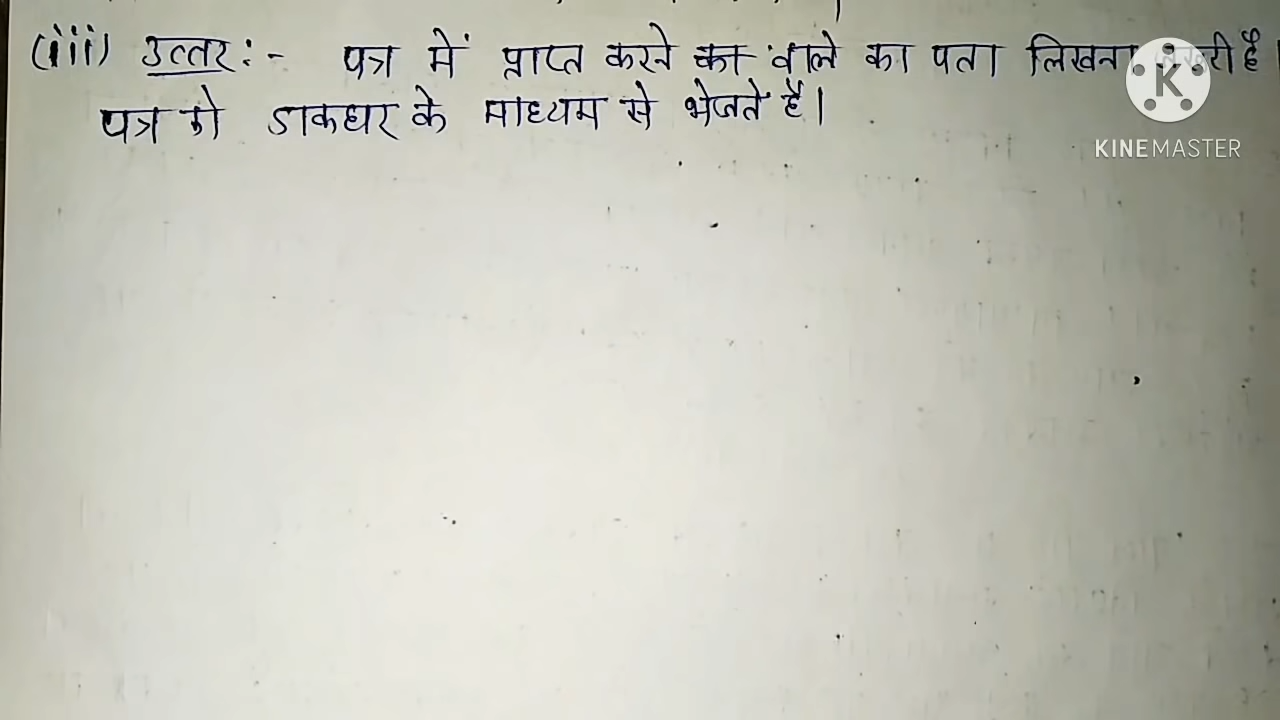 (iii) उत्तर :- पत्र में प्राप्त करने का वाले का पता लिखना है।
पत्र को डाकघर के माध्यम से भेजते हैं।
KINEMASTER